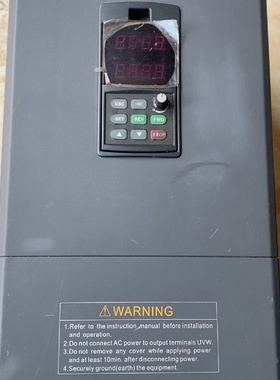 ESC
SET REV FWD
▲ ▼ STOP
⚠ WARNING
1.Refer to the instruction manual before installation
and operation.
2.Do not connect AC power to output terminals UVW.
3.Do not remove any cover while applying power
and at least 10min. after disconnecting power.
4.Securely ground(earth) the equipment.